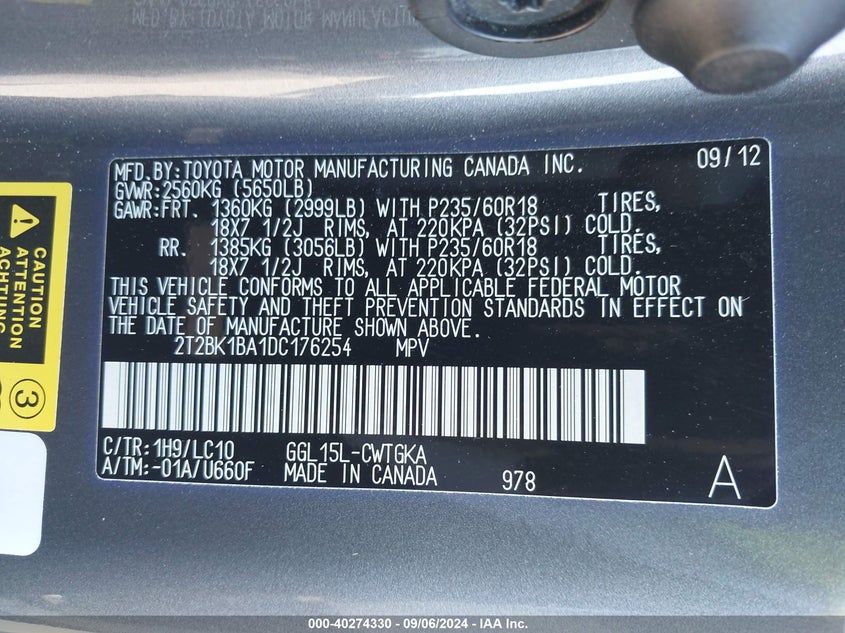 MFD. BY: TOYOTA MOTOR MANUFACTURING CANADA INC. 09/12
GVWR: 2560KG (5650LB)
GAWR: FRT. 1360KG (2999LB) WITH P235/60R18 TIRES,
18X7 1/2J RIMS, AT 220KPA (32PSI) COLD.
RR. 1385KG (3056LB) WITH P235/60R18 TIRES,
18X7 1/2J RIMS, AT 220KPA (32PSI) COLD.
THIS VEHICLE CONFORMS TO ALL APPLICABLE FEDERAL MOTOR
VEHICLE SAFETY AND THEFT PREVENTION STANDARDS IN EFFECT ON
THE DATE OF MANUFACTURE SHOWN ABOVE.
2T2BK1BA1DC176254 MPV
C/TR: 1H9/LC10 GGL15L-CWTGKA
A/TM: -01A/U660F MADE IN CANADA 978 A
CAUTION
ATTENTION
ACHTUNG
3
000-40274330 - 09/06/2024 - IAA Inc.